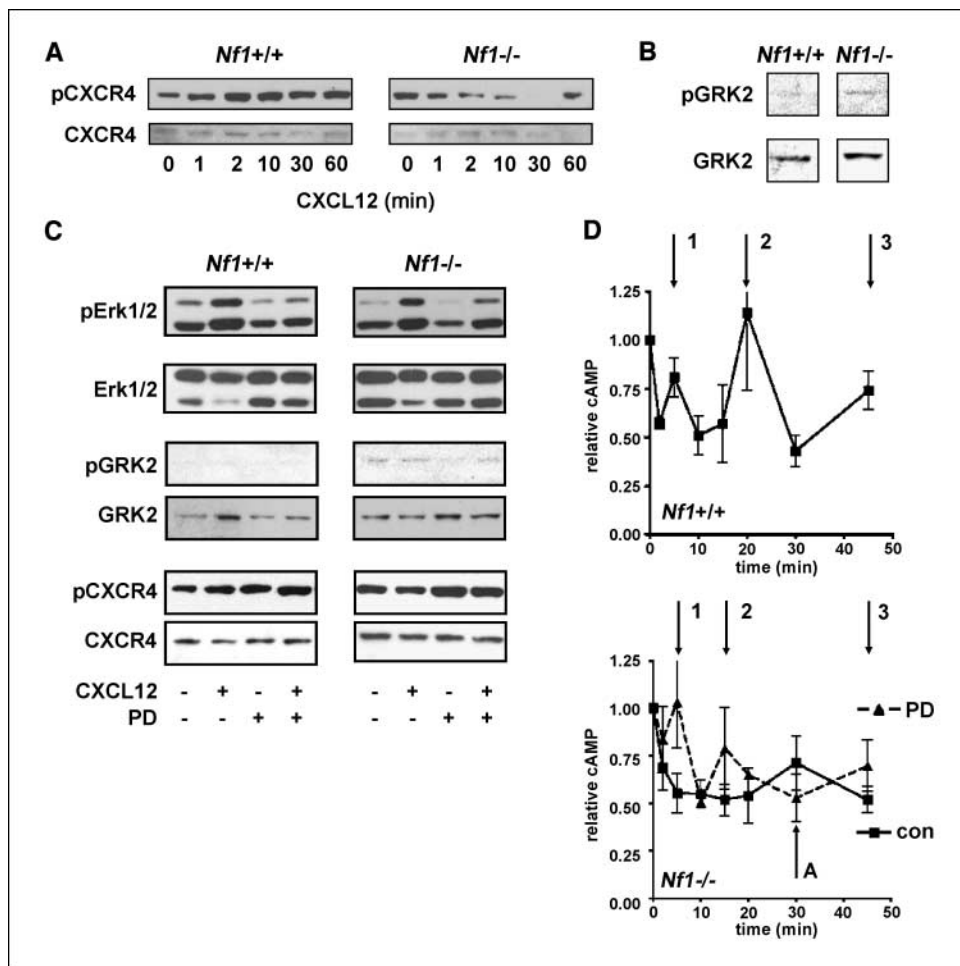 A
Nf1+/+ Nf1-/-
pCXCR4
CXCR4
0 1 2 10 30 60 0 1 2 10 30 60
CXCL12 (min)
B
Nf1+/+ Nf1-/-
pGRK2
GRK2
C
Nf1+/+ Nf1-/-
pErk1/2
Erk1/2
pGRK2
GRK2
pCXCR4
CXCR4
CXCL12 - + - + - + - +
PD - - + + - - + +
D
1 2 3
1.25
1.00
0.75
0.50
0.25
0.00
relative cAMP
Nf1+/+
0 10 20 30 40 50
time (min)
1 2 3
1.25
1.00
0.75
0.50
0.25
0.00
relative cAMP
PD
con
A
Nf1-/-
0 10 20 30 40 50
time (min)